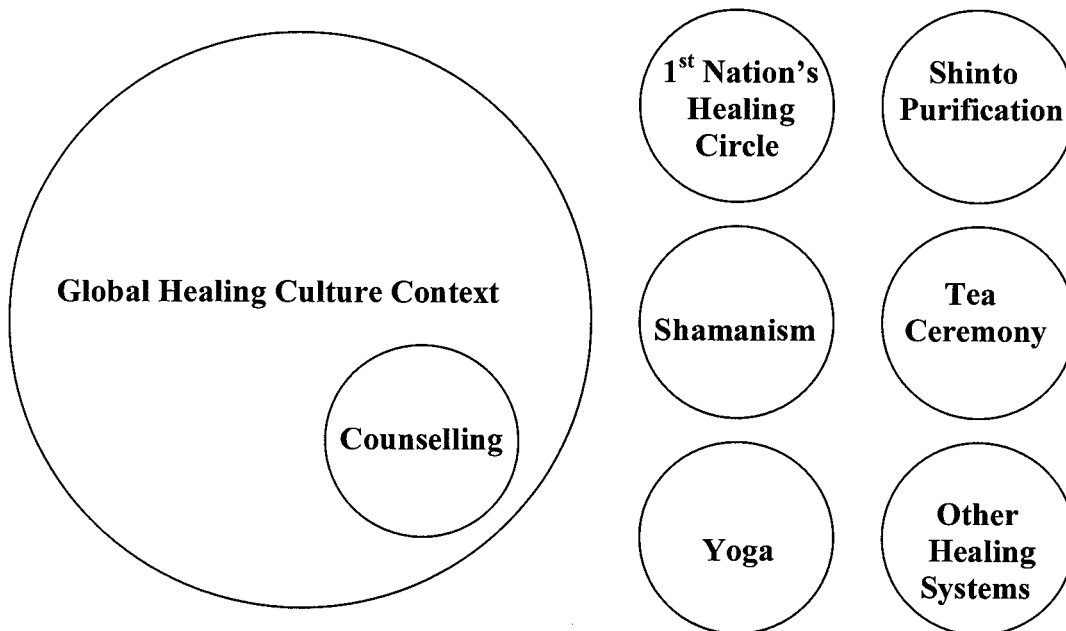 Global Healing Culture Context
Counselling
1st Nation's
Healing
Circle
Shinto
Purification
Shamanism
Tea
Ceremony
Yoga
Other
Healing
Systems